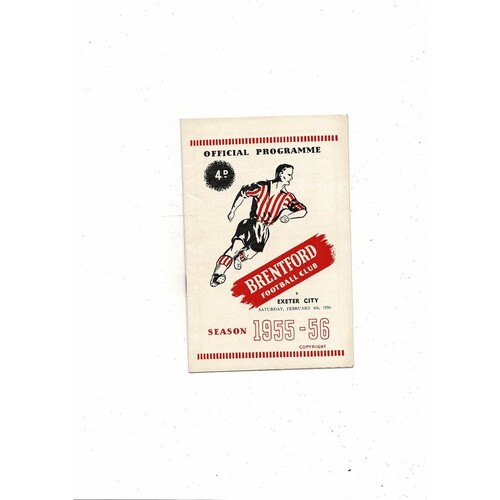 OFFICIAL PROGRAMME
4D
BRENTFORD
FOOTBALL CLUB
v.
EXETER CITY
SATURDAY, FEBRUARY 4th, 1956
SEASON 1955-56
COPYRIGHT